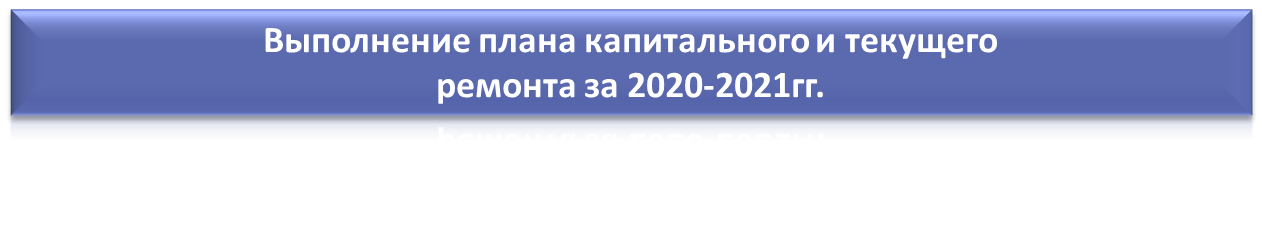 Выполнение плана капитального и текущего
ремонта за 2020-2021гг.